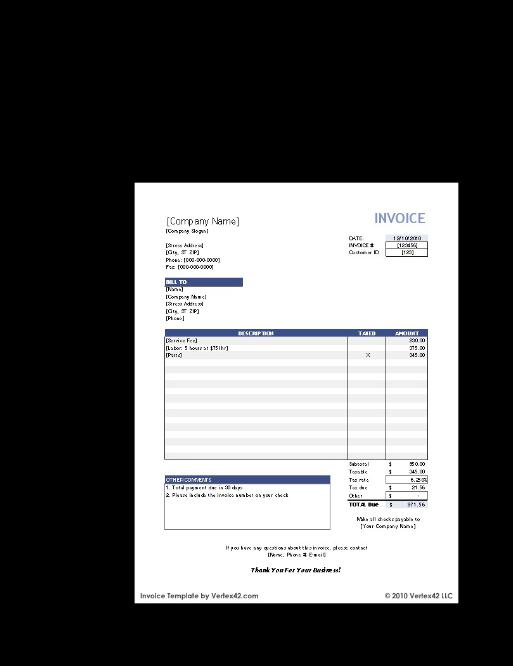 [Company Name]
INVOICE
[Company Slogan]
DATE 12/10/2010
[Street Address]
INVOICE # [123456]
[City, ST ZIP]
Customer ID [123]
Phone: [000-000-0000]
Fax: [000-000-0000]
BILL TO
[Name]
[Company Name]
[Street Address]
[City, ST ZIP]
[Phone]
DESCRIPTION TAXED AMOUNT
[Service Fee] 230.00
[Labor: 5 hours at $75/hr] 375.00
[Parts] X 345.00
Subtotal $ 950.00
Taxable $ 345.00
OTHER COMMENTS
Tax rate 6.250%
1. Total payment due in 30 days
Tax due $ 21.56
2. Please include the invoice number on your check
Other $ -
TOTAL Due $ 971.56
Make all checks payable to
[Your Company Name]
If you have any questions about this invoice, please contact
[Name, Phone #, E-mail]
Thank You For Your Business!
Invoice Template by Vertex42.com
© 2010 Vertex42 LLC